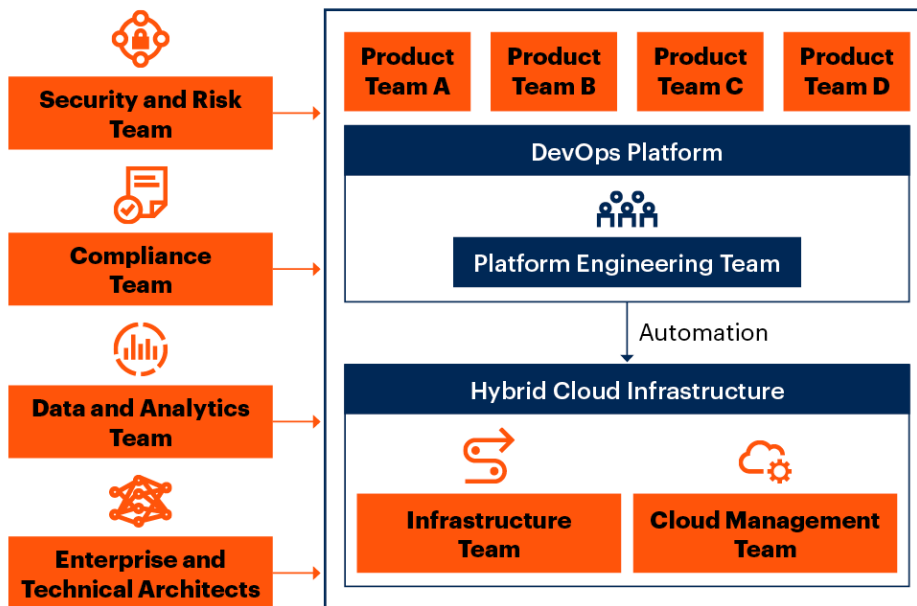 Security and Risk
Team
Compliance
Team
Data and Analytics
Team
Enterprise and
Technical Architects
Product
Team A
Product
Team B
Product
Team C
Product
Team D
DevOps Platform
Platform Engineering Team
Automation
Hybrid Cloud Infrastructure
Infrastructure
Team
Cloud Management
Team